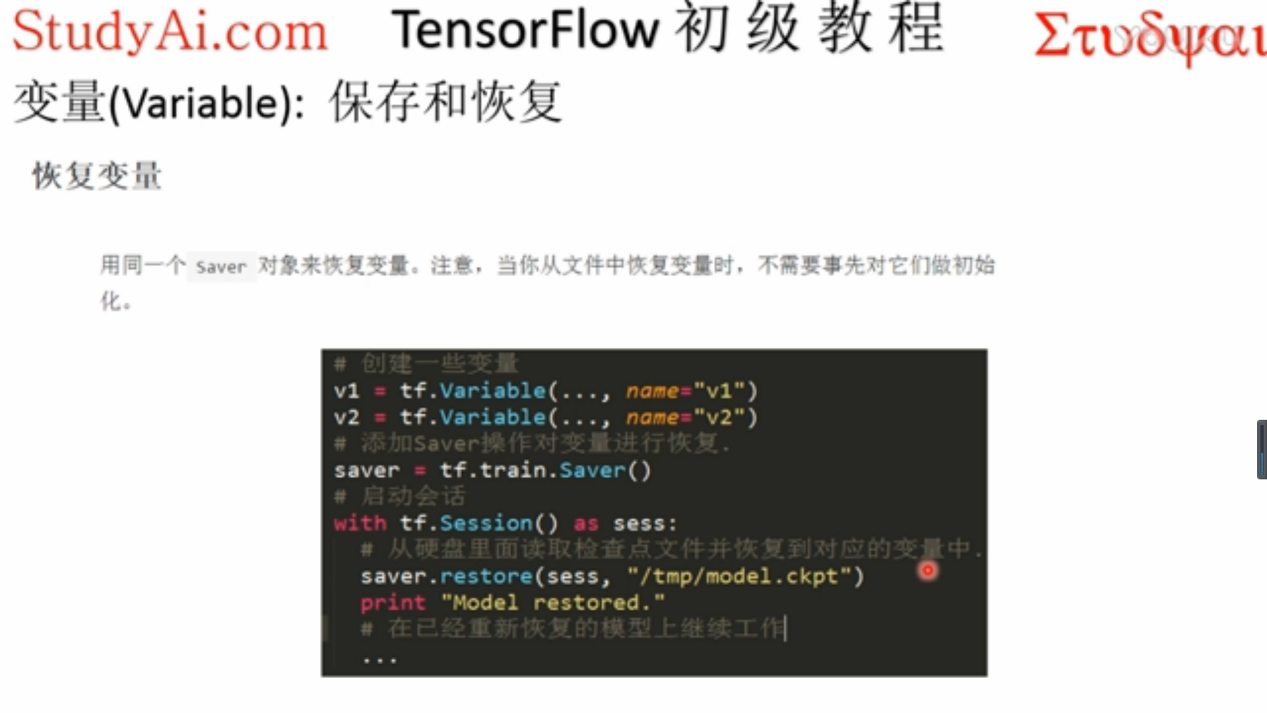 StudyAi.com TensorFlow 初级教程 Στυδψαι
变量(Variable): 保存和恢复
恢复变量
用同一个 Saver 对象来恢复变量。注意，当你从文件中恢复变量时，不需要事先对它们做初始
化。
# 创建一些变量
v1 = tf.Variable(..., name="v1")
v2 = tf.Variable(..., name="v2")
# 添加Saver操作对变量进行恢复.
saver = tf.train.Saver()
# 启动会话
with tf.Session() as sess:
# 从硬盘里面读取检查点文件并恢复到对应的变量中.
saver.restore(sess, "/tmp/model.ckpt")
print "Model restored."
# 在已经重新恢复的模型上继续工作
...